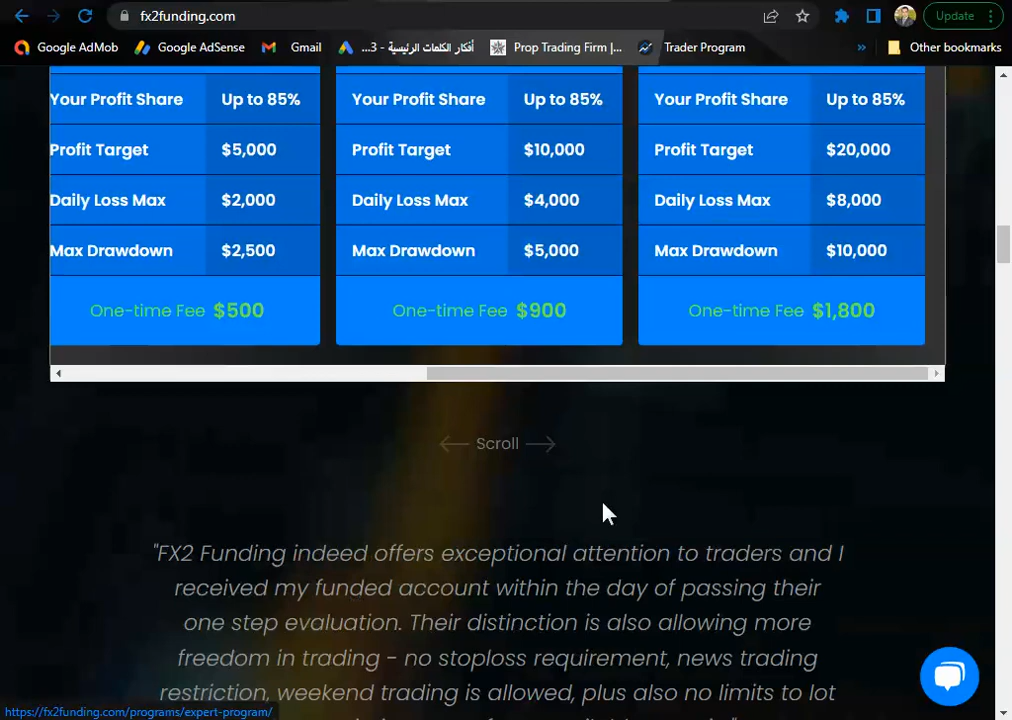 fx2funding.com
Update
Google AdMob
Google AdSense
Gmail
3 - أفكار الكلمات الرئيسية...
Prop Trading Firm |...
Trader Program
»
Other bookmarks
Your Profit Share Up to 85% Your Profit Share Up to 85% Your Profit Share Up to 85%
Profit Target $5,000 Profit Target $10,000 Profit Target $20,000
Daily Loss Max $2,000 Daily Loss Max $4,000 Daily Loss Max $8,000
Max Drawdown $2,500 Max Drawdown $5,000 Max Drawdown $10,000
One-time Fee $500 One-time Fee $900 One-time Fee $1,800
Scroll
"FX2 Funding indeed offers exceptional attention to traders and I
received my funded account within the day of passing their
one step evaluation. Their distinction is also allowing more
freedom in trading - no stoploss requirement, news trading
restriction, weekend trading is allowed, plus also no limits to lot
https://fx2funding.com/programs/expert-program/